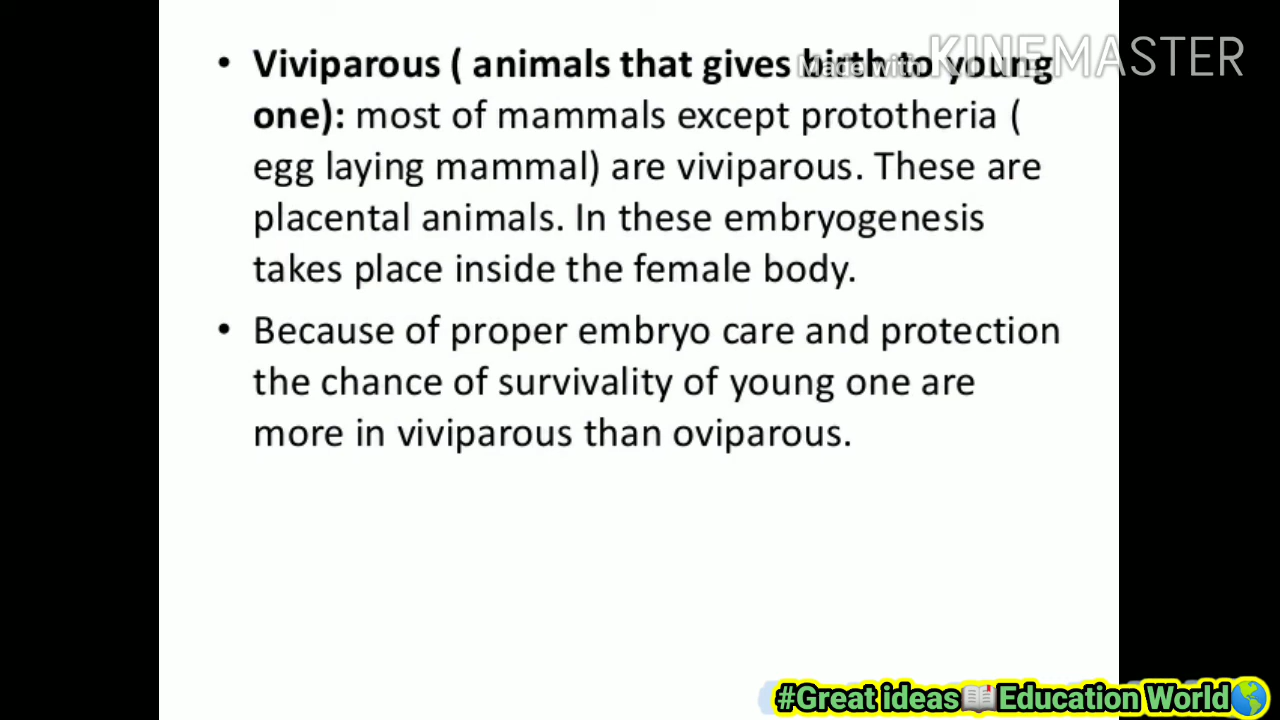 • Viviparous ( animals that gives birth to young
Made with KINEMASTER
one): most of mammals except prototheria (
egg laying mammal) are viviparous. These are
placental animals. In these embryogenesis
takes place inside the female body.
• Because of proper embryo care and protection
the chance of survivality of young one are
more in viviparous than oviparous.
#Great ideas📖Education World🌎